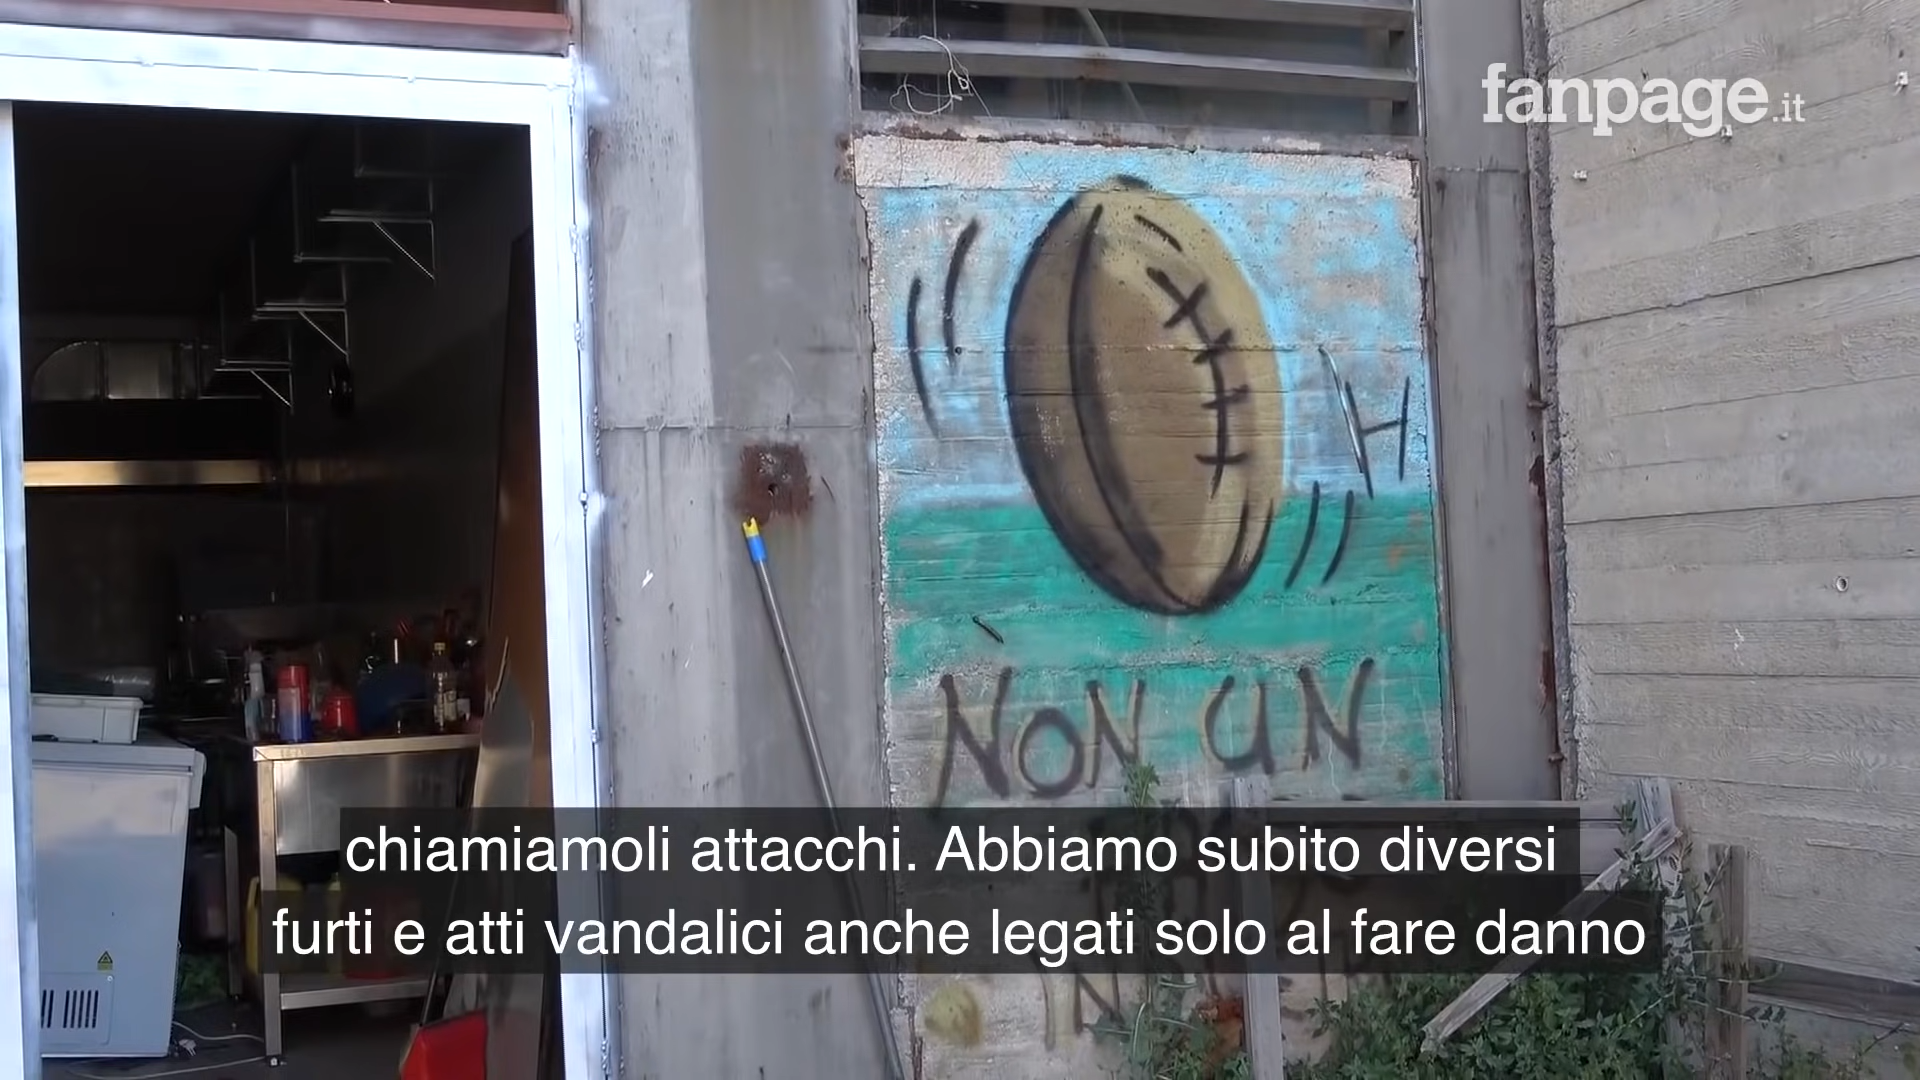 fanpage.it
H
NON UN
chiamiamoli attacchi. Abbiamo subito diversi
furti e atti vandalici anche legati solo al fare danno